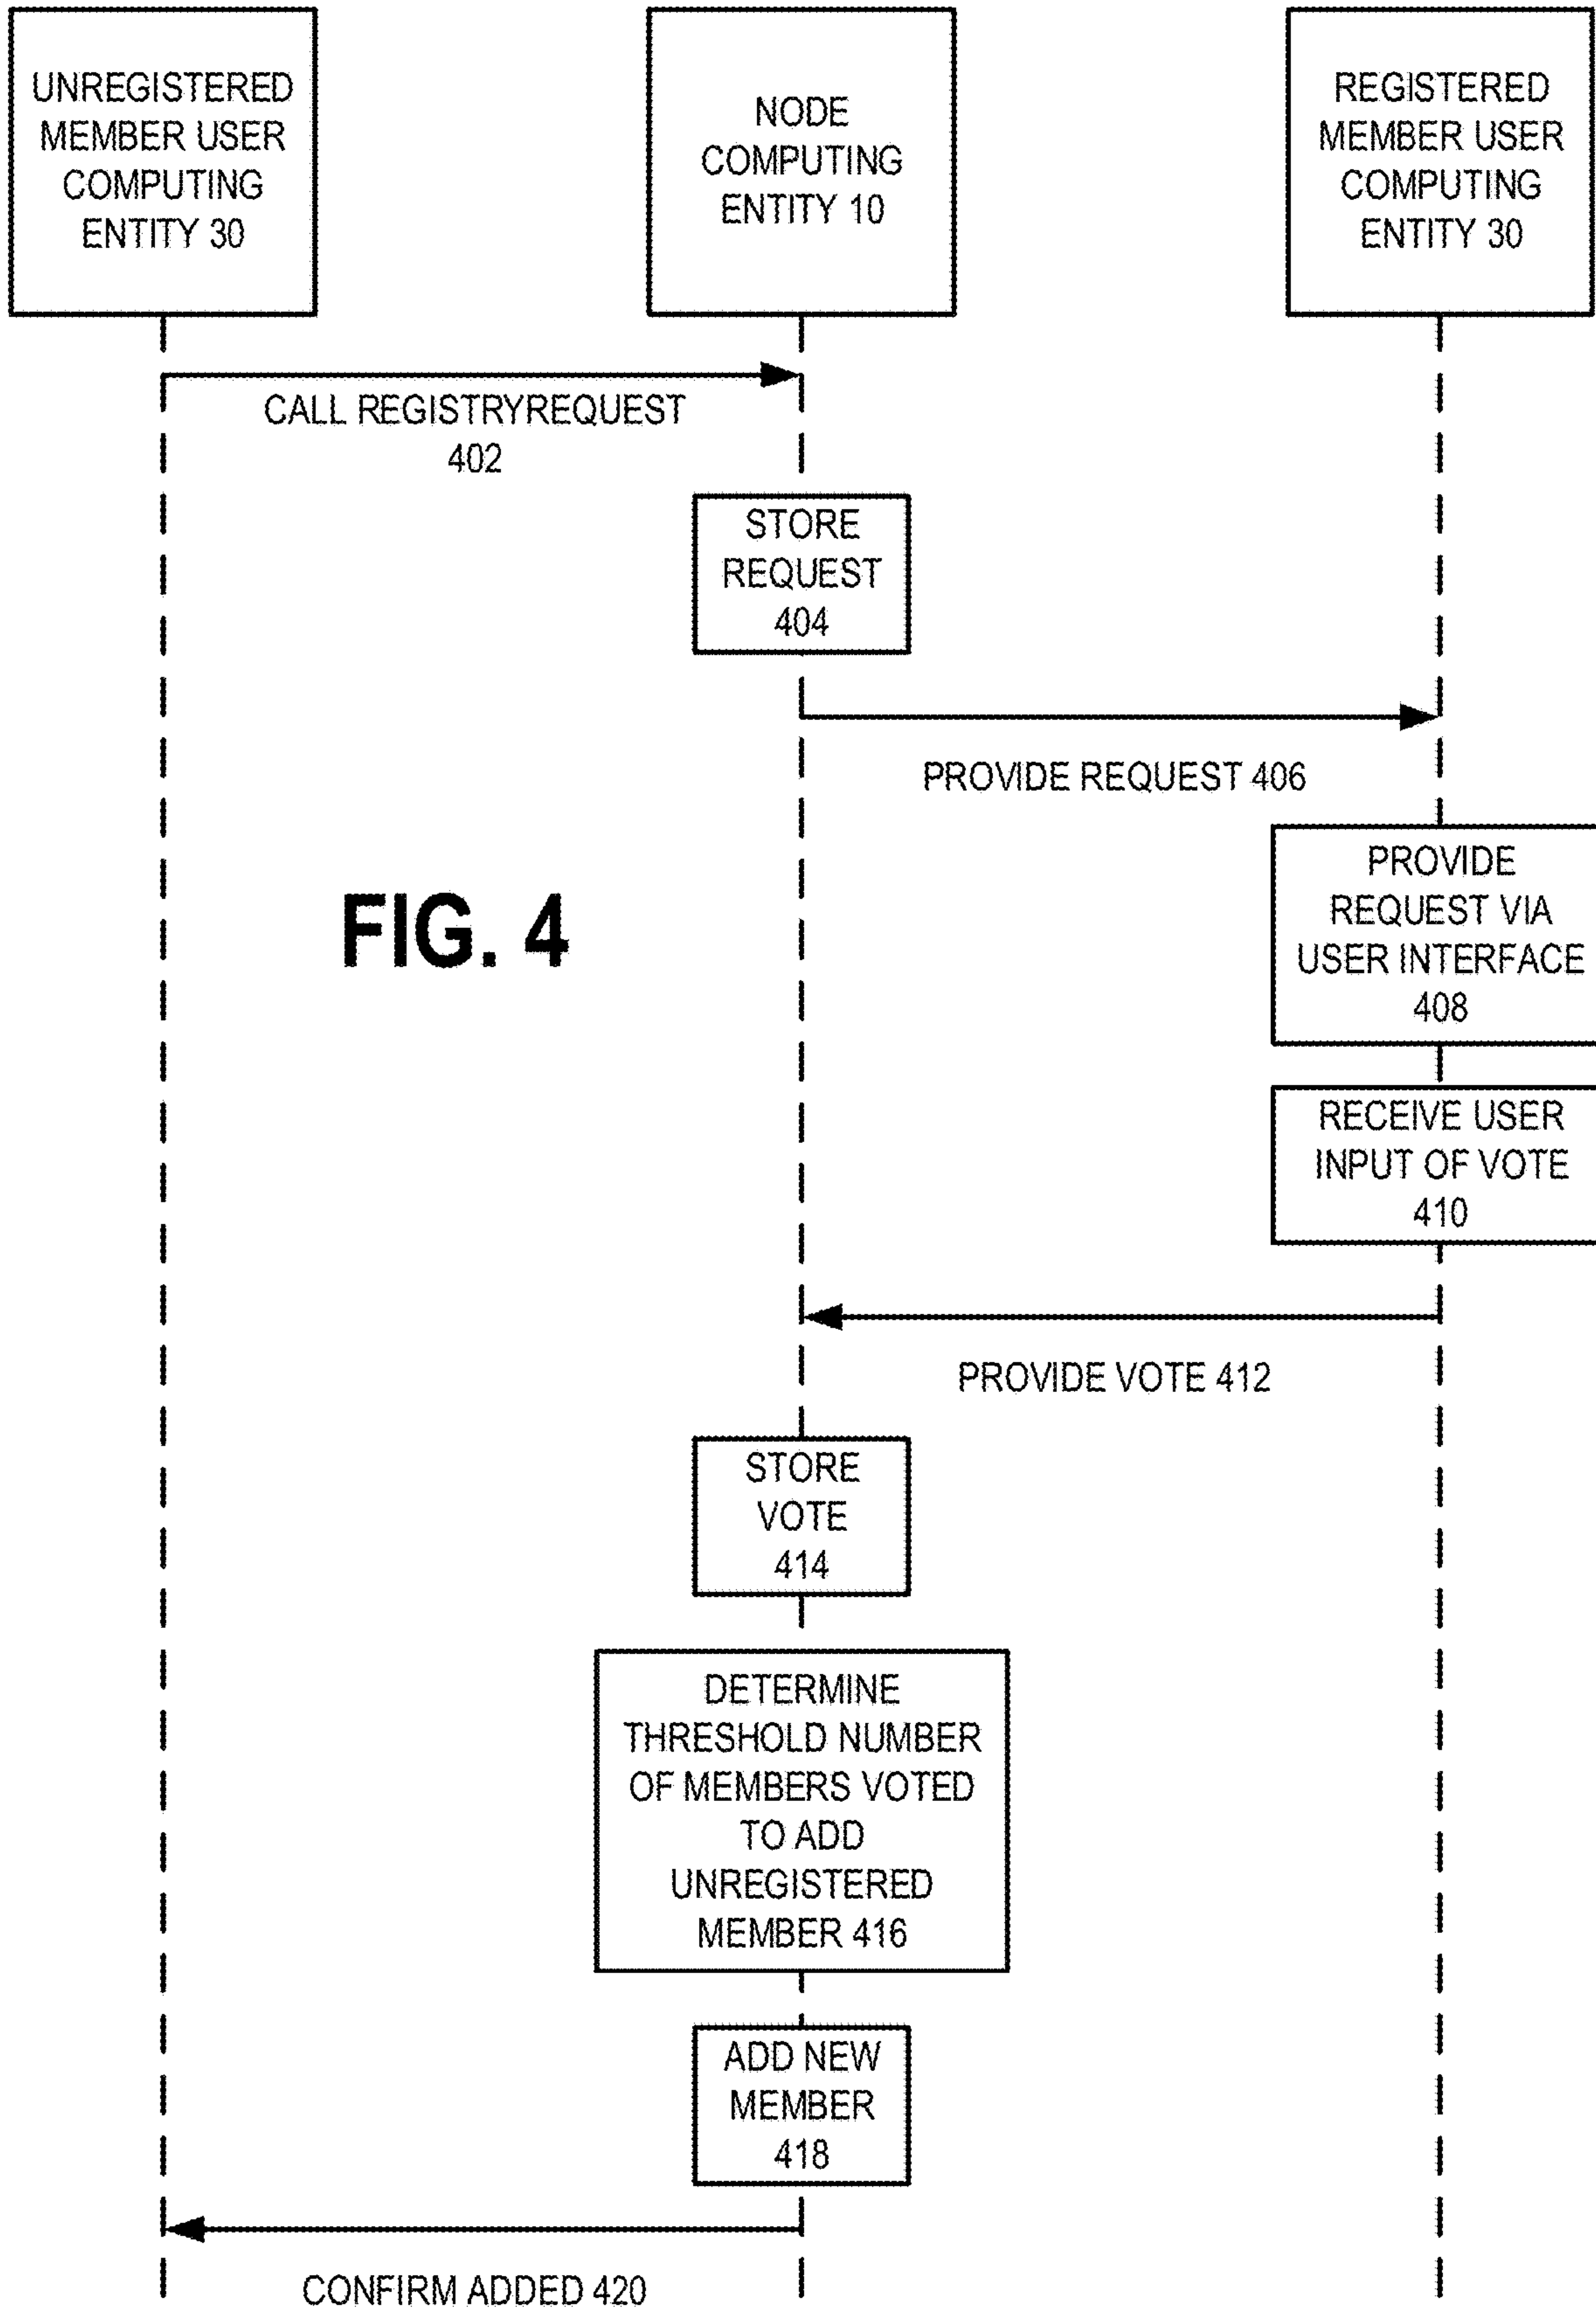 UNREGISTERED
MEMBER USER
COMPUTING
ENTITY 30
NODE
COMPUTING
ENTITY 10
REGISTERED
MEMBER USER
COMPUTING
ENTITY 30
CALL REGISTRYREQUEST
402
STORE
REQUEST
404
PROVIDE REQUEST 406
PROVIDE
REQUEST VIA
USER INTERFACE
408
FIG. 4
RECEIVE USER
INPUT OF VOTE
410
PROVIDE VOTE 412
STORE
VOTE
414
DETERMINE
THRESHOLD NUMBER
OF MEMBERS VOTED
TO ADD
UNREGISTERED
MEMBER 416
ADD NEW
MEMBER
418
CONFIRM ADDED 420